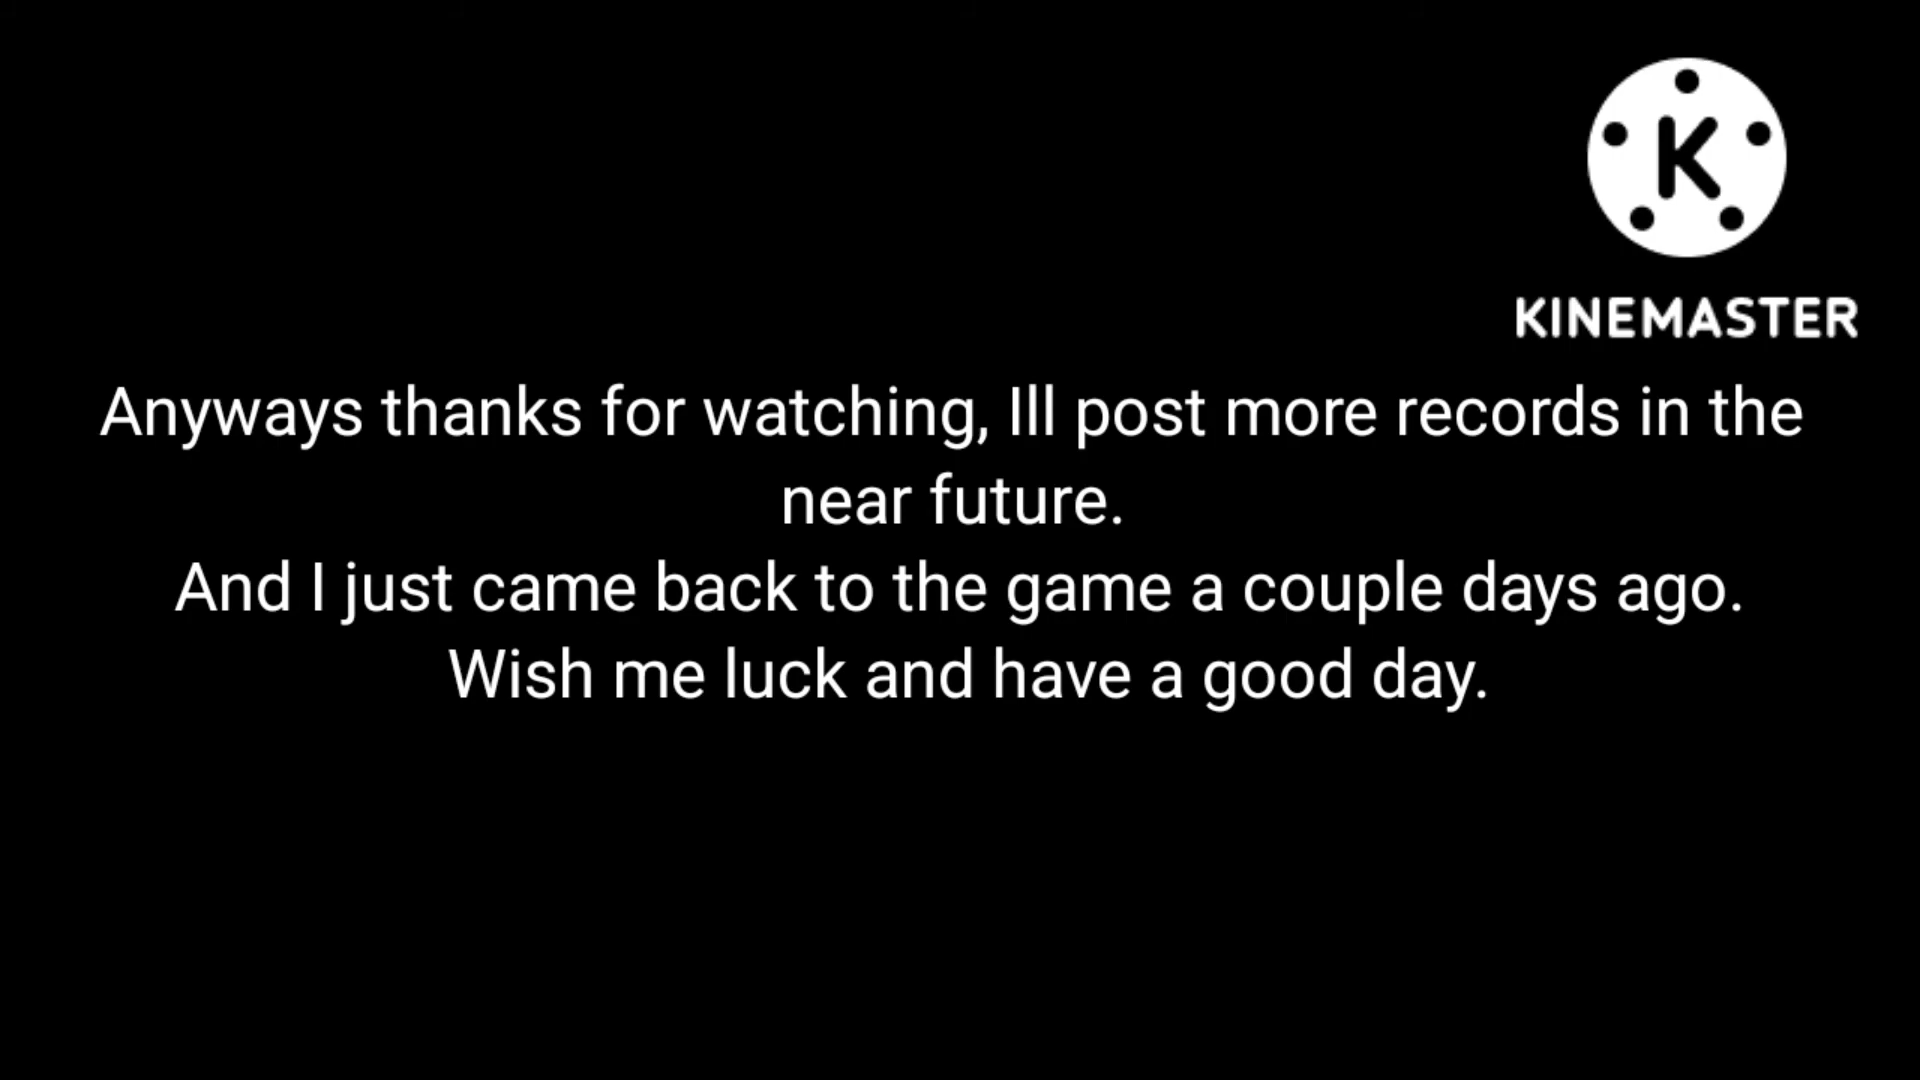 K
KINEMASTER
Anyways thanks for watching, Ill post more records in the
near future.
And I just came back to the game a couple days ago.
Wish me luck and have a good day.